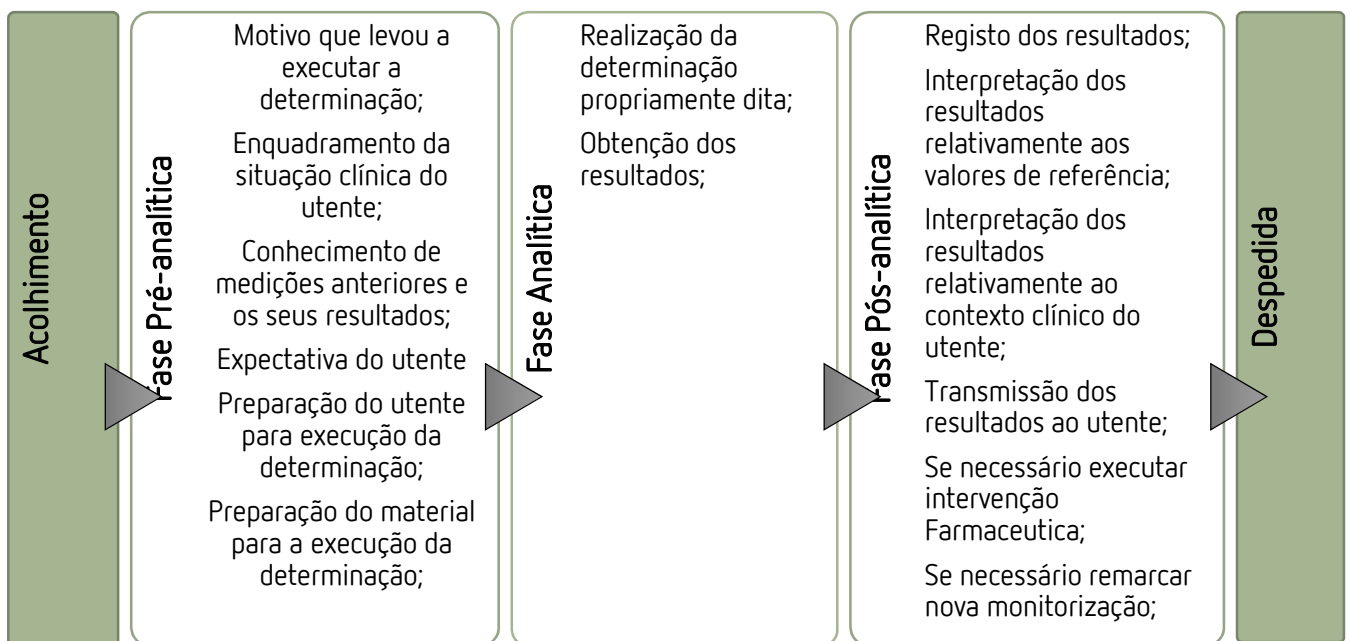 Acolhimento
Fase Pré-analítica
Motivo que levou a
executar a
determinação;
Enquadramento da
situação clínica do
utente;
Conhecimento de
medições anteriores e
os seus resultados;
Expectativa do utente
Preparação do utente
para execução da
determinação;
Preparação do material
para a execução da
determinação;
Fase Analítica
Realização da
determinação
propriamente dita;
Obtenção dos
resultados;
Fase Pós-analítica
Registo dos resultados;
Interpretação dos
resultados
relativamente aos
valores de referência;
Interpretação dos
resultados
relativamente ao
contexto clínico do
utente;
Transmissão dos
resultados ao utente;
Se necessário executar
intervenção
Farmaceutica;
Se necessário remarcar
nova monitorização;
Despedida